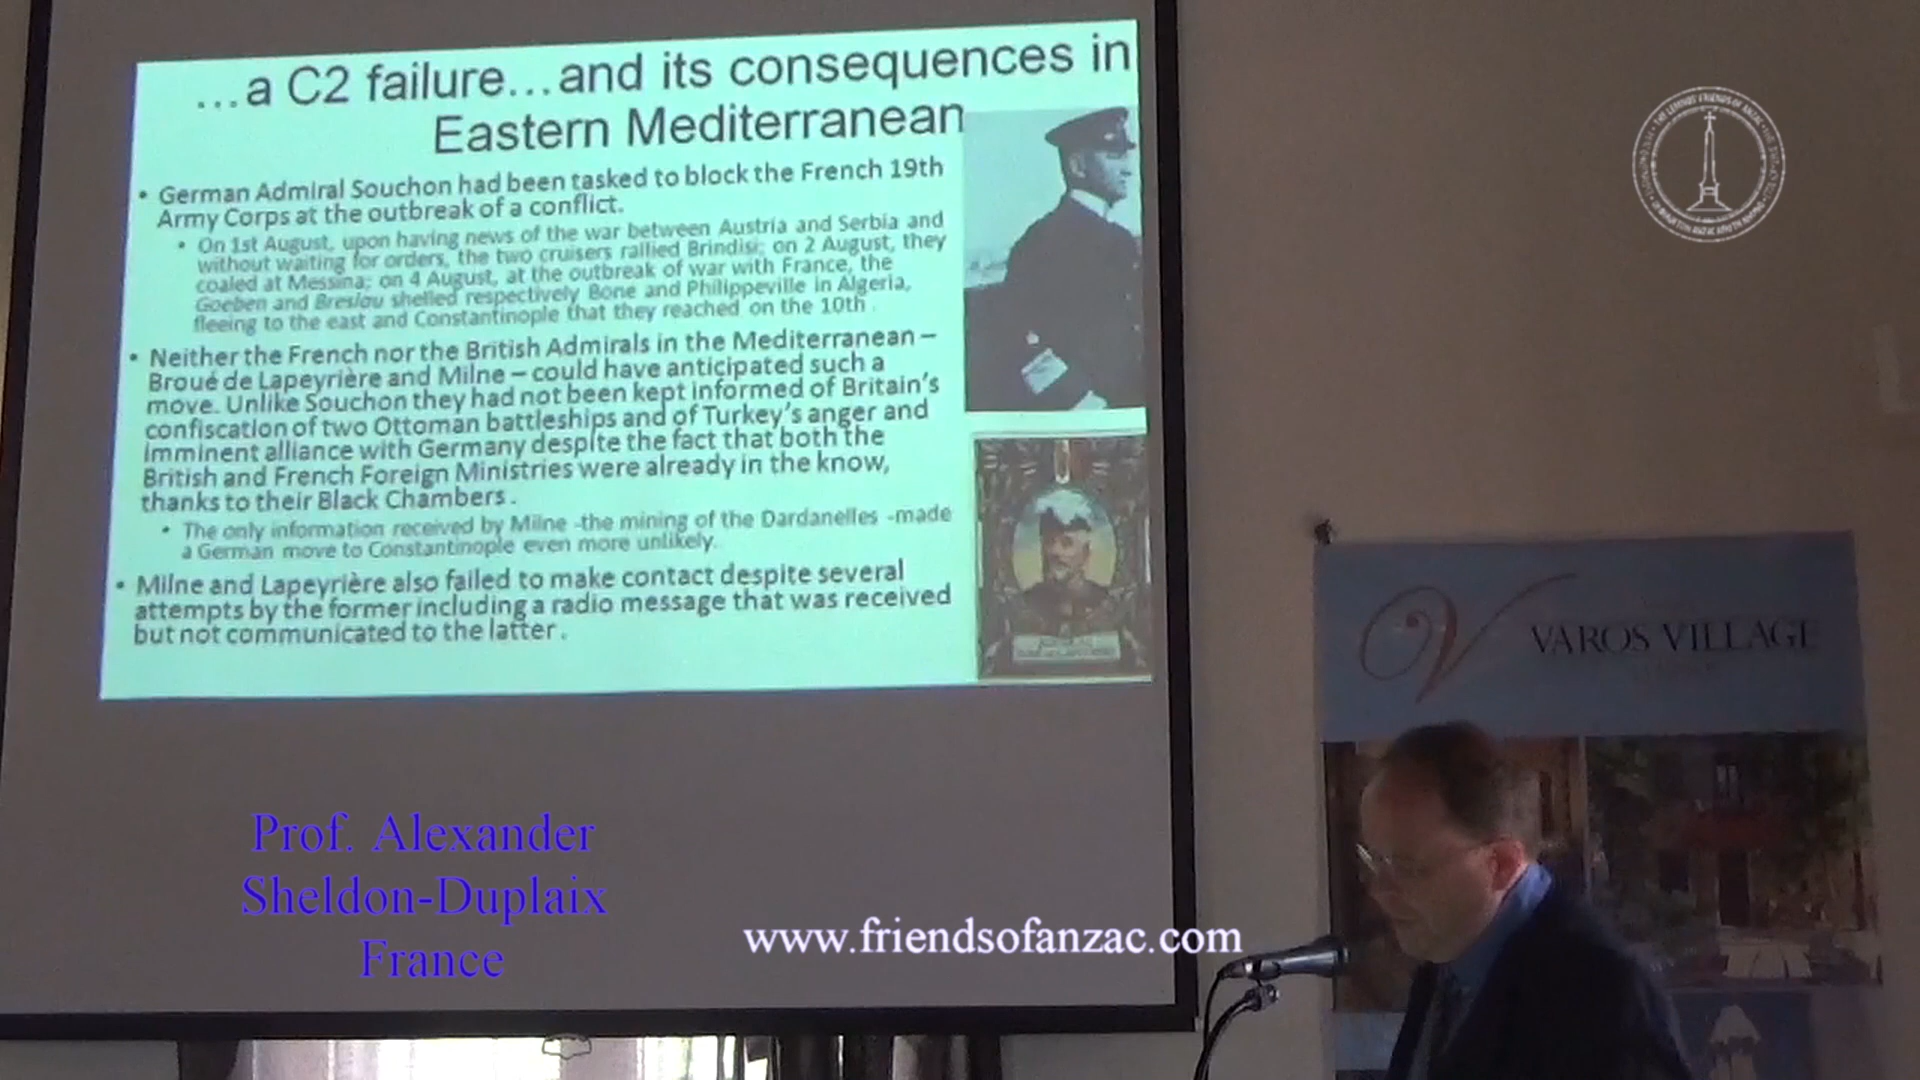 ...a C2 failure...and its consequences in
Eastern Mediterranean
• German Admiral Souchon had been tasked to block the French 19th
Army Corps at the outbreak of a conflict.
• On 1st August, upon having news of the war between Austria and Serbia and
without waiting for orders, the two cruisers rallied Brindisi; on 2 August, they
coaled at Messina; on 4 August, at the outbreak of war with France, the
Goeben and Breslau shelled respectively Bone and Philippeville in Algeria,
fleeing to the east and Constantinople that they reached on the 10th.
• Neither the French nor the British Admirals in the Mediterranean –
Broué de Lapeyrière and Milne – could have anticipated such a
move. Unlike Souchon they had not been kept informed of Britain's
confiscation of two Ottoman battleships and of Turkey's anger and
imminent alliance with Germany despite the fact that both the
British and French Foreign Ministries were already in the know,
thanks to their Black Chambers.
• The only information received by Milne -the mining of the Dardanelles -made
a German move to Constantinople even more unlikely.
• Milne and Lapeyrière also failed to make contact despite several
attempts by the former including a radio message that was received
but not communicated to the latter.
VAROS VILLAGE
Prof. Alexander
Sheldon-Duplaix
France
www.friendsofanzac.com